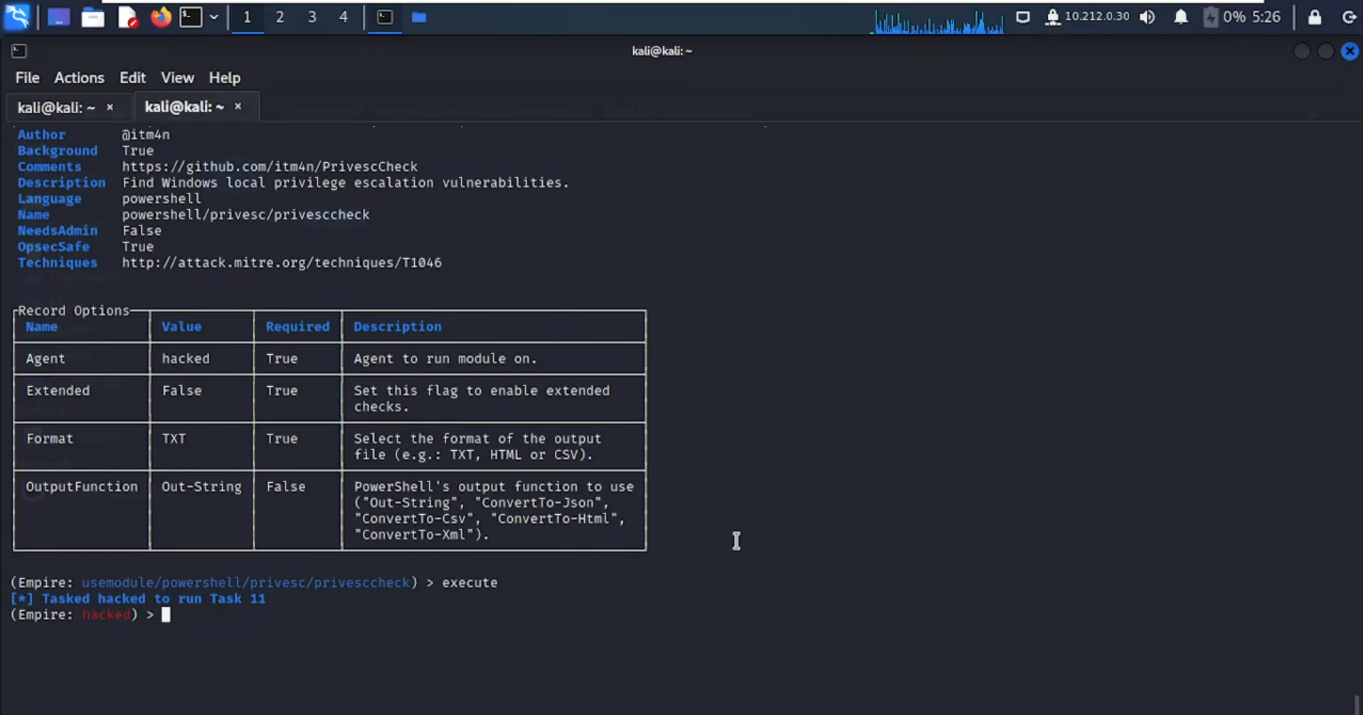 1 2 3 4 10.212.0.30 0% 5:26
kali@kali: ~
File Actions Edit View Help
kali@kali: ~ × kali@kali: ~ ×
Author @itm4n
Background True
Comments https://github.com/itm4n/PrivescCheck
Description Find Windows local privilege escalation vulnerabilities.
Language powershell
Name powershell/privesc/privesccheck
NeedsAdmin False
OpsecSafe True
Techniques http://attack.mitre.org/techniques/T1046
Record Options
Name Value Required Description
Agent hacked True Agent to run module on.
Extended False True Set this flag to enable extended
checks.
Format TXT True Select the format of the output
file (e.g.: TXT, HTML or CSV).
OutputFunction Out-String False PowerShell's output function to use
("Out-String", "ConvertTo-Json",
"ConvertTo-Csv", "ConvertTo-Html",
"ConvertTo-Xml").
(Empire: usemodule/powershell/privesc/privesccheck) > execute
[*] Tasked hacked to run Task 11
(Empire: hacked) >